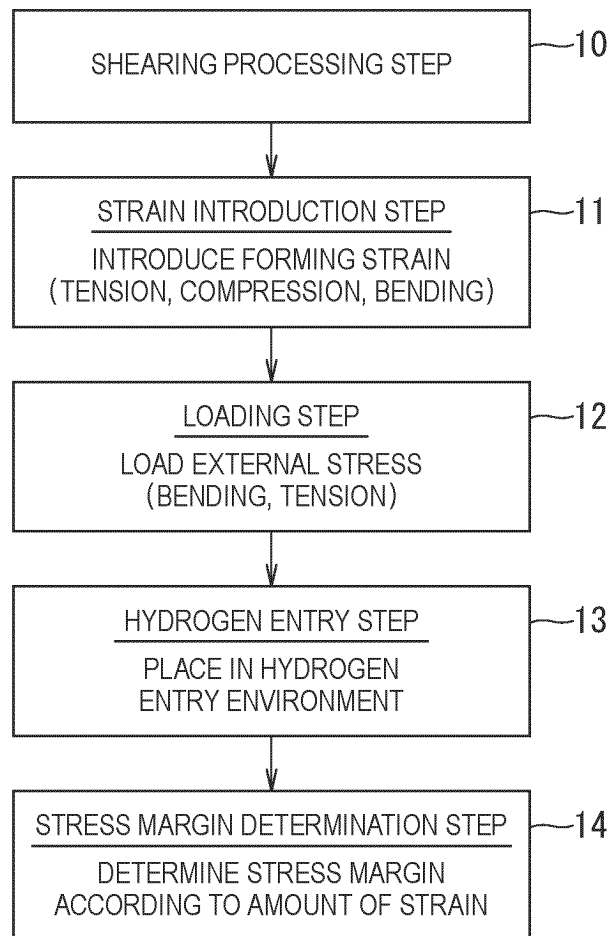 SHEARING PROCESSING STEP
10
STRAIN INTRODUCTION STEP
INTRODUCE FORMING STRAIN
(TENSION, COMPRESSION, BENDING)
11
LOADING STEP
LOAD EXTERNAL STRESS
(BENDING, TENSION)
12
HYDROGEN ENTRY STEP
PLACE IN HYDROGEN
ENTRY ENVIRONMENT
13
STRESS MARGIN DETERMINATION STEP
DETERMINE STRESS MARGIN
ACCORDING TO AMOUNT OF STRAIN
14